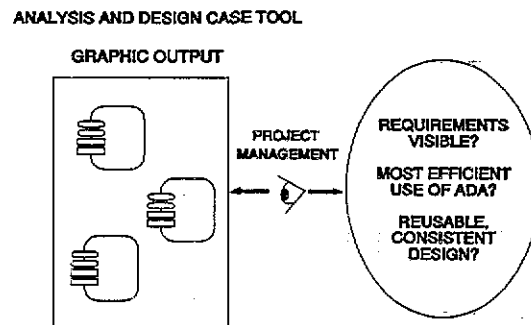 ANALYSIS AND DESIGN CASE TOOL
GRAPHIC OUTPUT
PROJECT
MANAGEMENT
REQUIREMENTS
VISIBLE?
MOST EFFICIENT
USE OF ADA?
REUSABLE,
CONSISTENT
DESIGN?